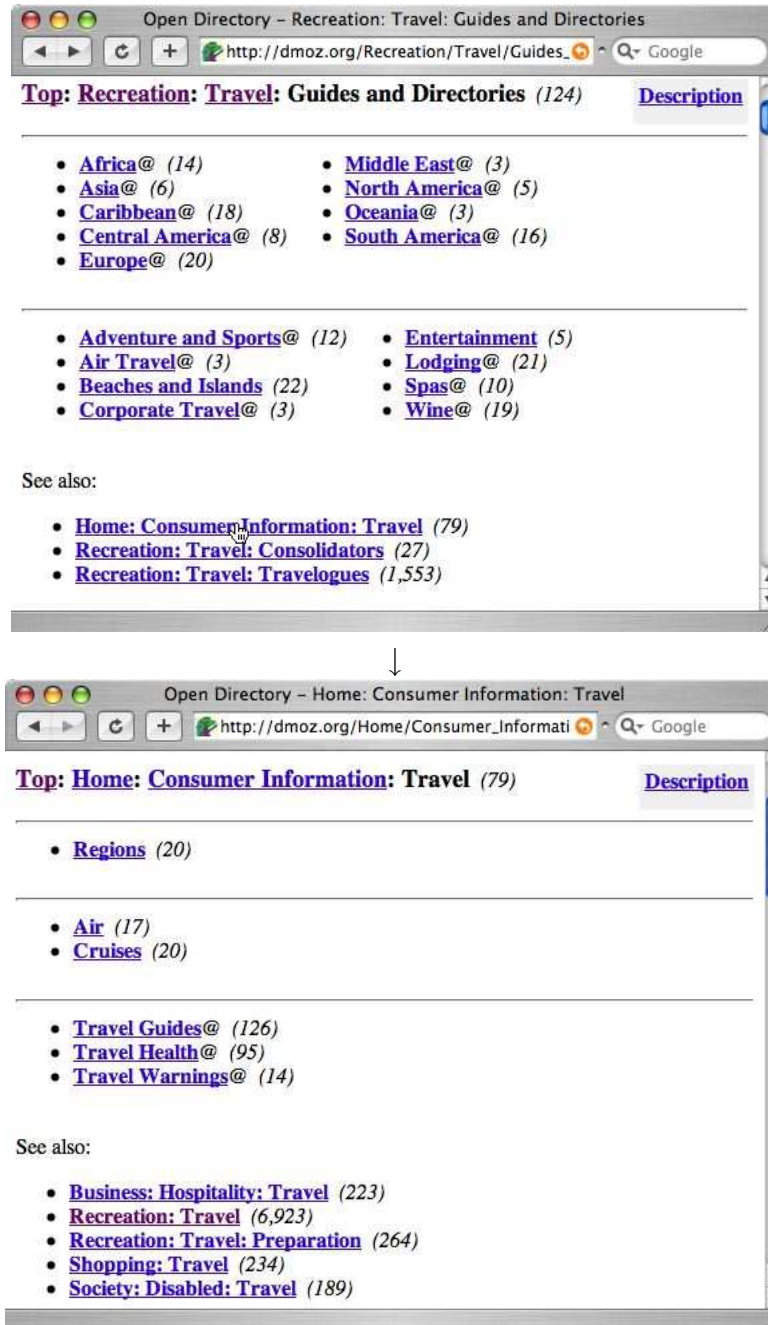 Open Directory – Recreation: Travel: Guides and Directories
http://dmoz.org/Recreation/Travel/Guides_ Google
Top: Recreation: Travel: Guides and Directories (124) Description
• Africa@ (14)
• Asia@ (6)
• Caribbean@ (18)
• Central America@ (8)
• Europe@ (20)
• Middle East@ (3)
• North America@ (5)
• Oceania@ (3)
• South America@ (16)
• Adventure and Sports@ (12)
• Air Travel@ (3)
• Beaches and Islands (22)
• Corporate Travel@ (3)
• Entertainment (5)
• Lodging@ (21)
• Spas@ (10)
• Wine@ (19)
See also:
• Home: Consumer Information: Travel (79)
• Recreation: Travel: Consolidators (27)
• Recreation: Travel: Travelogues (1,553)
↓
Open Directory – Home: Consumer Information: Travel
http://dmoz.org/Home/Consumer_Informati Google
Top: Home: Consumer Information: Travel (79) Description
• Regions (20)
• Air (17)
• Cruises (20)
• Travel Guides@ (126)
• Travel Health@ (95)
• Travel Warnings@ (14)
See also:
• Business: Hospitality: Travel (223)
• Recreation: Travel (6,923)
• Recreation: Travel: Preparation (264)
• Shopping: Travel (234)
• Society: Disabled: Travel (189)